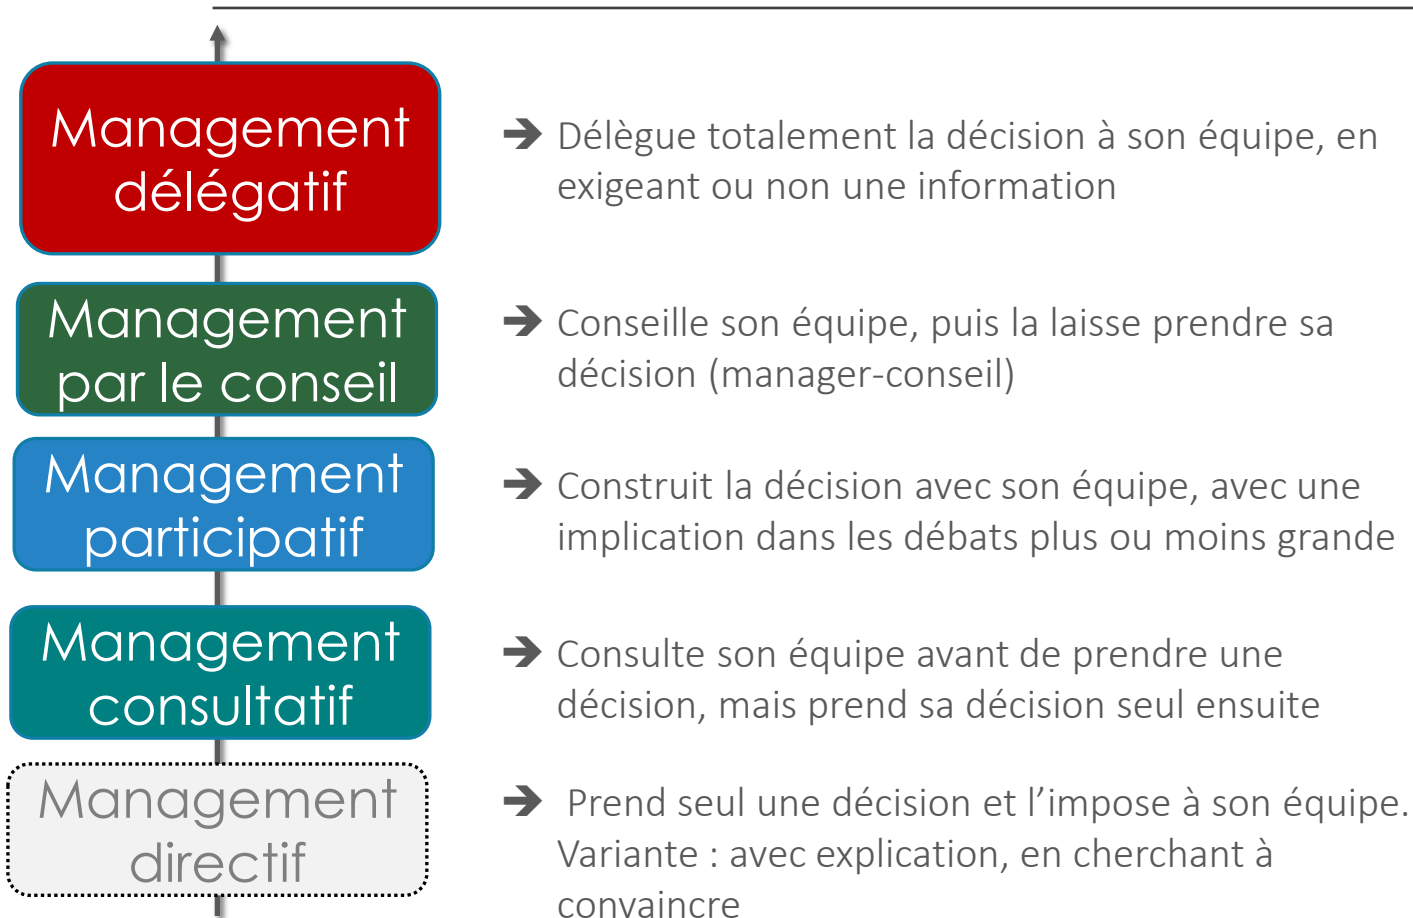 Management
délégatif
➔ Délègue totalement la décision à son équipe, en
exigeant ou non une information
Management
par le conseil
➔ Conseille son équipe, puis la laisse prendre sa
décision (manager-conseil)
Management
participatif
➔ Construit la décision avec son équipe, avec une
implication dans les débats plus ou moins grande
Management
consultatif
➔ Consulte son équipe avant de prendre une
décision, mais prend sa décision seul ensuite
Management
directif
➔ Prend seul une décision et l’impose à son équipe.
Variante : avec explication, en cherchant à
convaincre